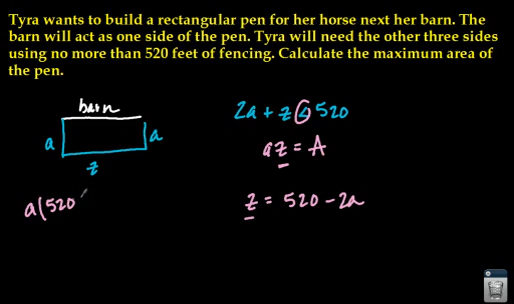 Tyra wants to build a rectangular pen for her horse next her barn. The
barn will act as one side of the pen. Tyra will need the other three sides
using no more than 520 feet of fencing. Calculate the maximum area of
the pen.
barn
2a + z ≤ 520
a
a
az = A
z
a(520
z = 520 - 2a